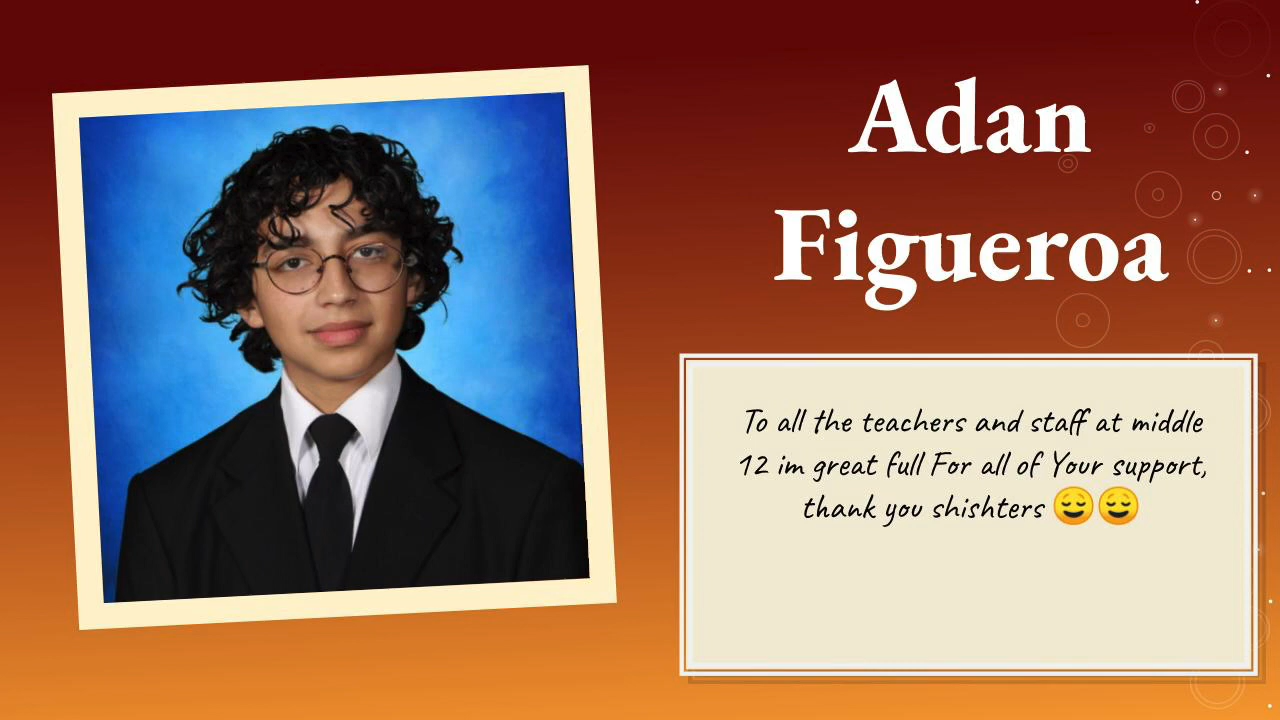 Adan
Figueroa
To all the teachers and staff at middle
12 im great full For all of Your support,
thank you shishters 😌😌